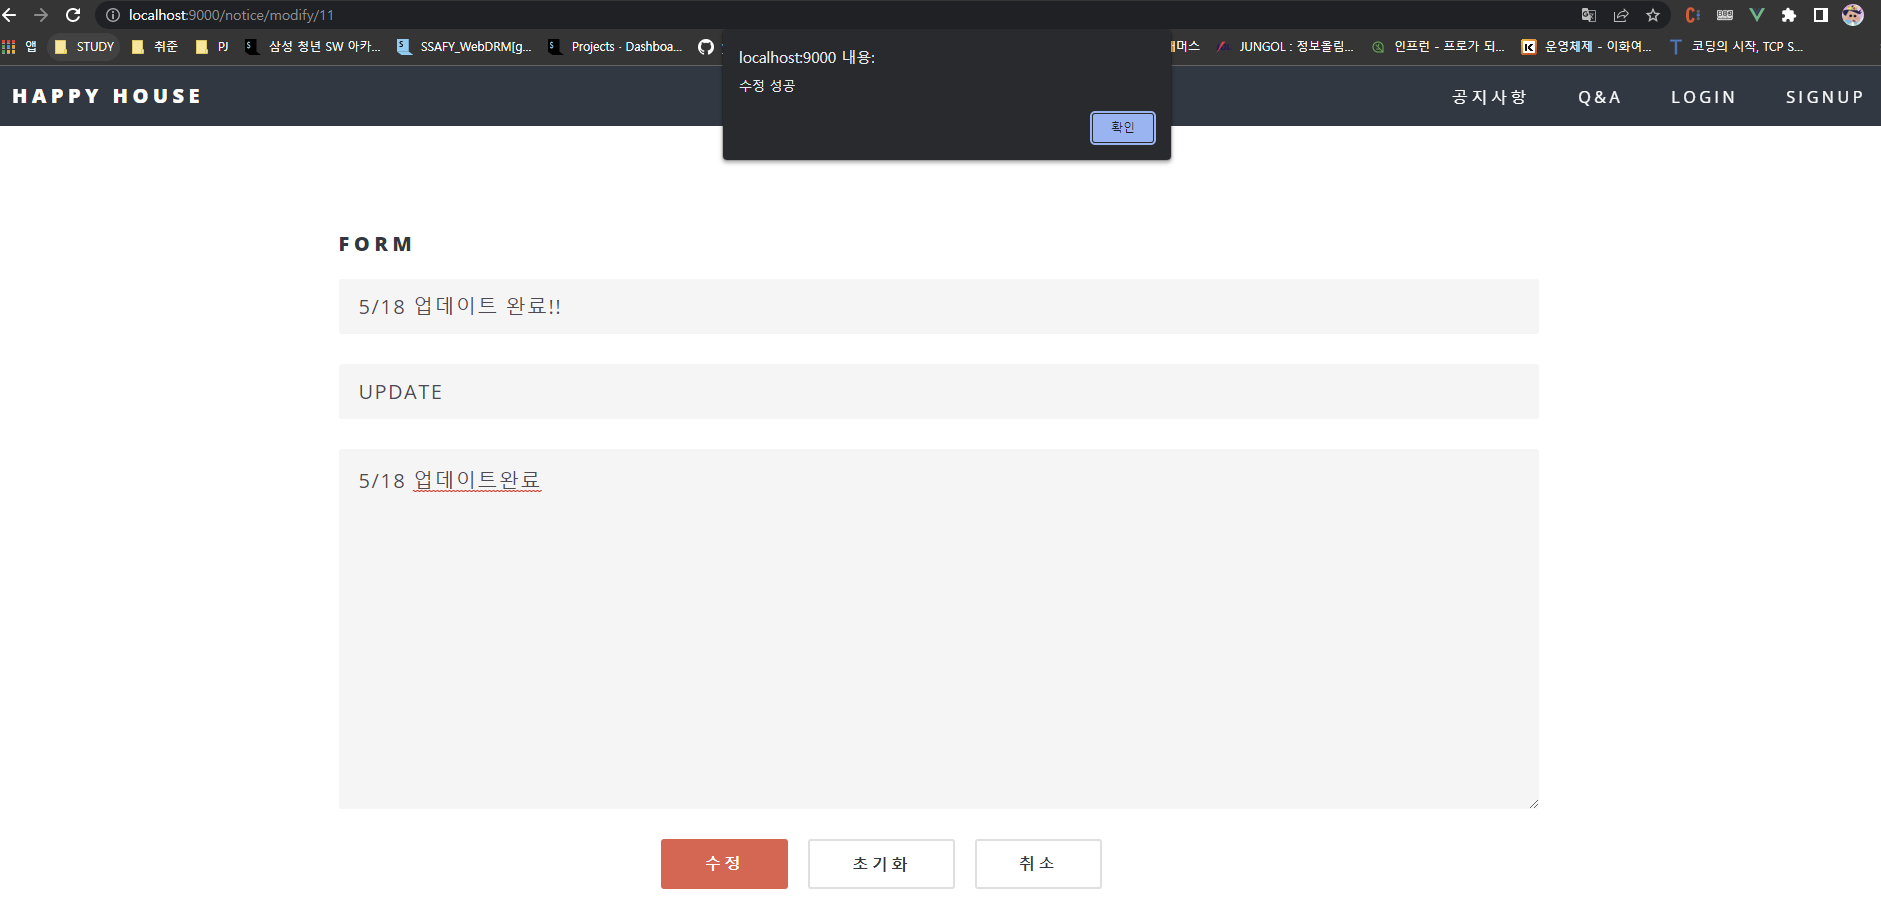 localhost:9000/notice/modify/11
앱 STUDY 취준 PJ 삼성 청년 SW 아카... SSAFY_WebDRM[g... Projects · Dashboa... JUNGOL : 정보올림... 인프런 - 프로가 되... 운영체제 - 이화여... 코딩의 시작, TCP S...
localhost:9000 내용:
수정 성공
확인
HAPPY HOUSE 공지사항 Q&A LOGIN SIGNUP
FORM
5/18 업데이트 완료!!
UPDATE
5/18 업데이트완료
수정 초기화 취소